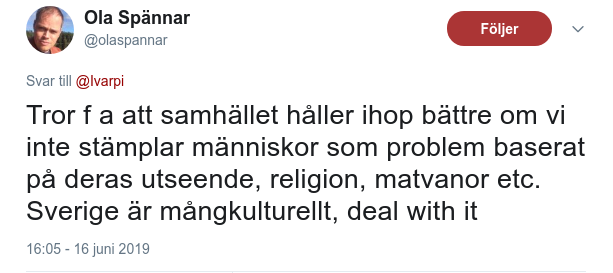 Ola Spännar
@olaspannar
Följer
Svar till @Ivarpi
Tror f a att samhället håller ihop bättre om vi
inte stämplar människor som problem baserat
på deras utseende, religion, matvanor etc.
Sverige är mångkulturellt, deal with it
16:05 - 16 juni 2019